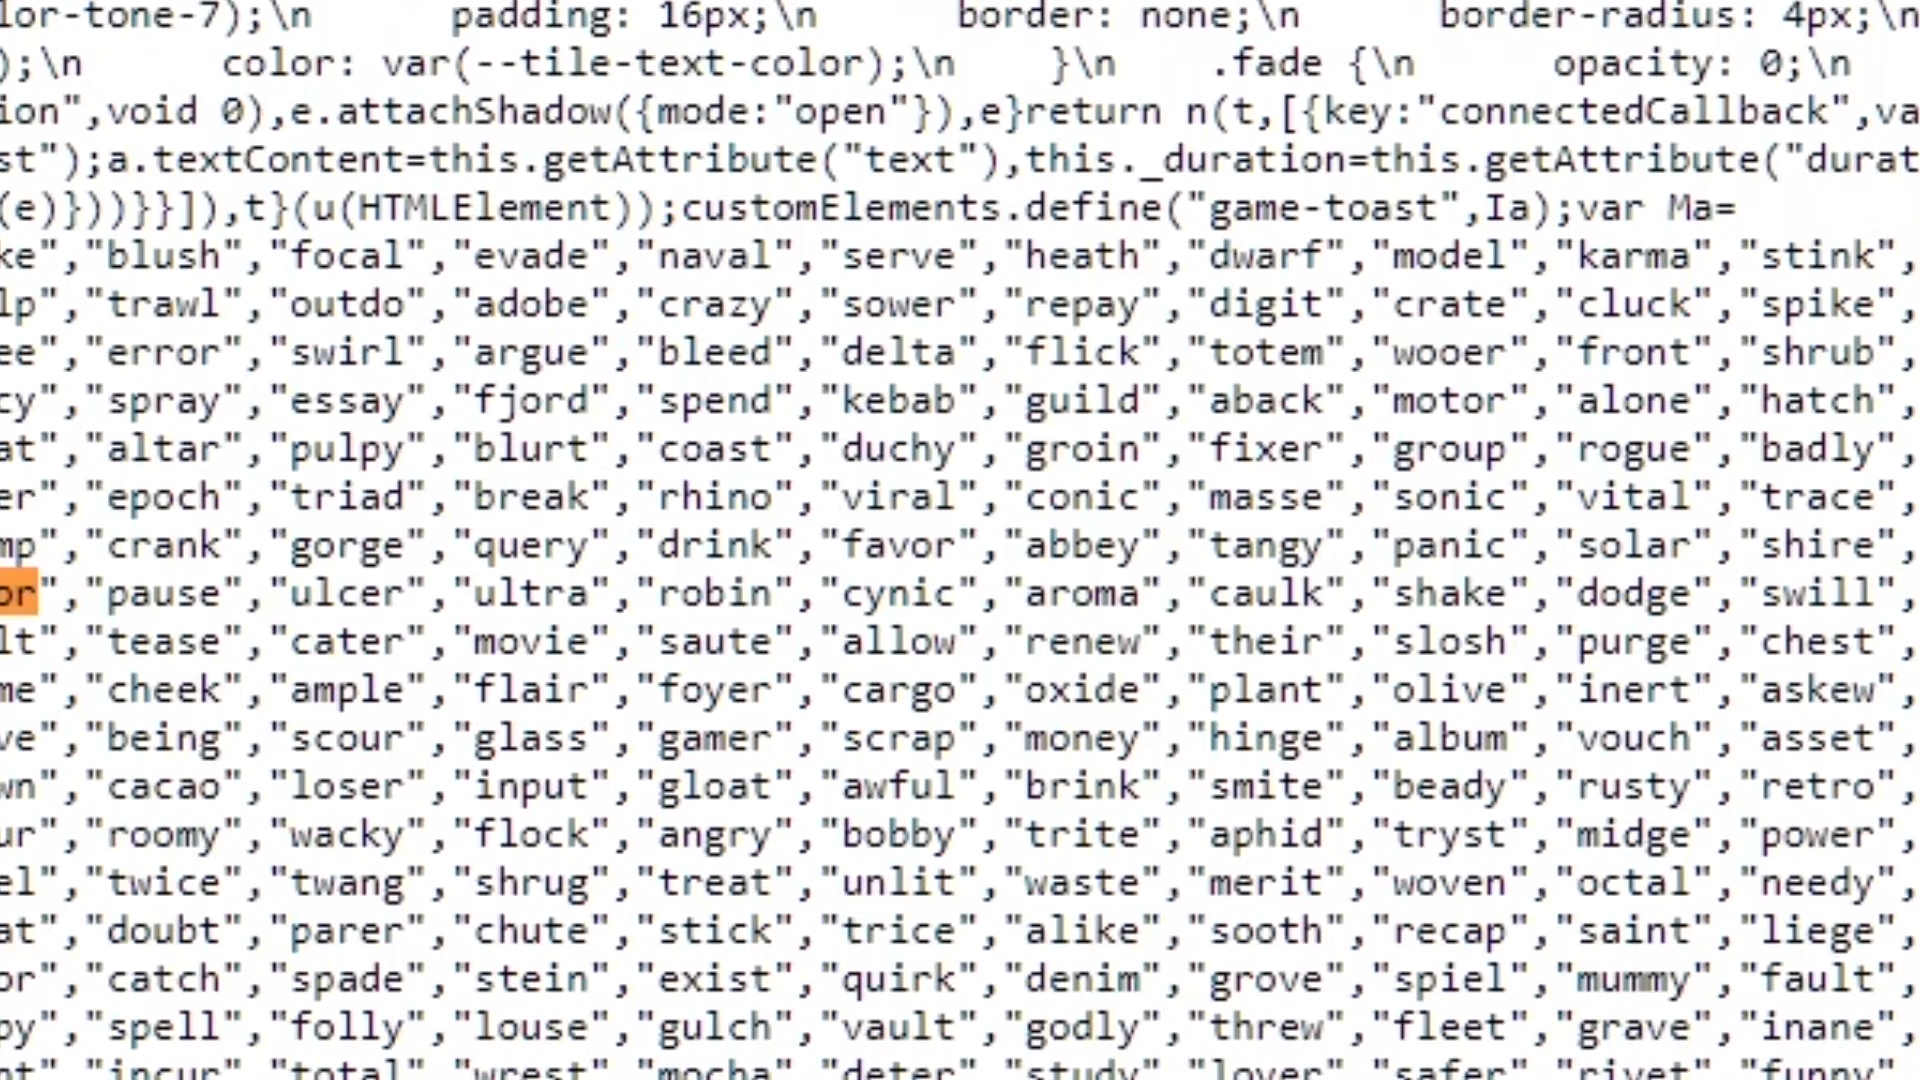 lor-tone-7);\n padding: 16px;\n border: none;\n border-radius: 4px;\n
);\n color: var(--tile-text-color);\n }\n .fade {\n opacity: 0;\n
ion",void 0),e.attachShadow({mode:"open"}),e}return n(t,[{key:"connectedCallback",va
st");a.textContent=this.getAttribute("text"),this._duration=this.getAttribute("durat
(e)}))}}]),t}(u(HTMLElement));customElements.define("game-toast",Ia);var Ma=
ke","blush","focal","evade","naval","serve","heath","dwarf","model","karma","stink",
lp","trawl","outdo","adobe","crazy","sower","repay","digit","crate","cluck","spike",
ee","error","swirl","argue","bleed","delta","flick","totem","wooer","front","shrub",
cy","spray","essay","fjord","spend","kebab","guild","aback","motor","alone","hatch",
at","altar","pulpy","blurt","coast","duchy","groin","fixer","group","rogue","badly",
er","epoch","triad","break","rhino","viral","conic","masse","sonic","vital","trace",
mp","crank","gorge","query","drink","favor","abbey","tangy","panic","solar","shire",
or","pause","ulcer","ultra","robin","cynic","aroma","caulk","shake","dodge","swill",
lt","tease","cater","movie","saute","allow","renew","their","slosh","purge","chest",
me","cheek","ample","flair","foyer","cargo","oxide","plant","olive","inert","askew",
ve","being","scour","glass","gamer","scrap","money","hinge","album","vouch","asset",
wn","cacao","loser","input","gloat","awful","brink","smite","beady","rusty","retro",
ur","roomy","wacky","flock","angry","bobby","trite","aphid","tryst","midge","power",
el","twice","twang","shrug","treat","unlit","waste","merit","woven","octal","needy",
at","doubt","parer","chute","stick","trice","alike","sooth","recap","saint","liege",
or","catch","spade","stein","exist","quirk","denim","grove","spiel","mummy","fault",
py","spell","folly","louse","gulch","vault","godly","threw","fleet","grave","inane",
nt","incur","total","wrest","mocha","deter","study","lover","safer","rivet","funny",